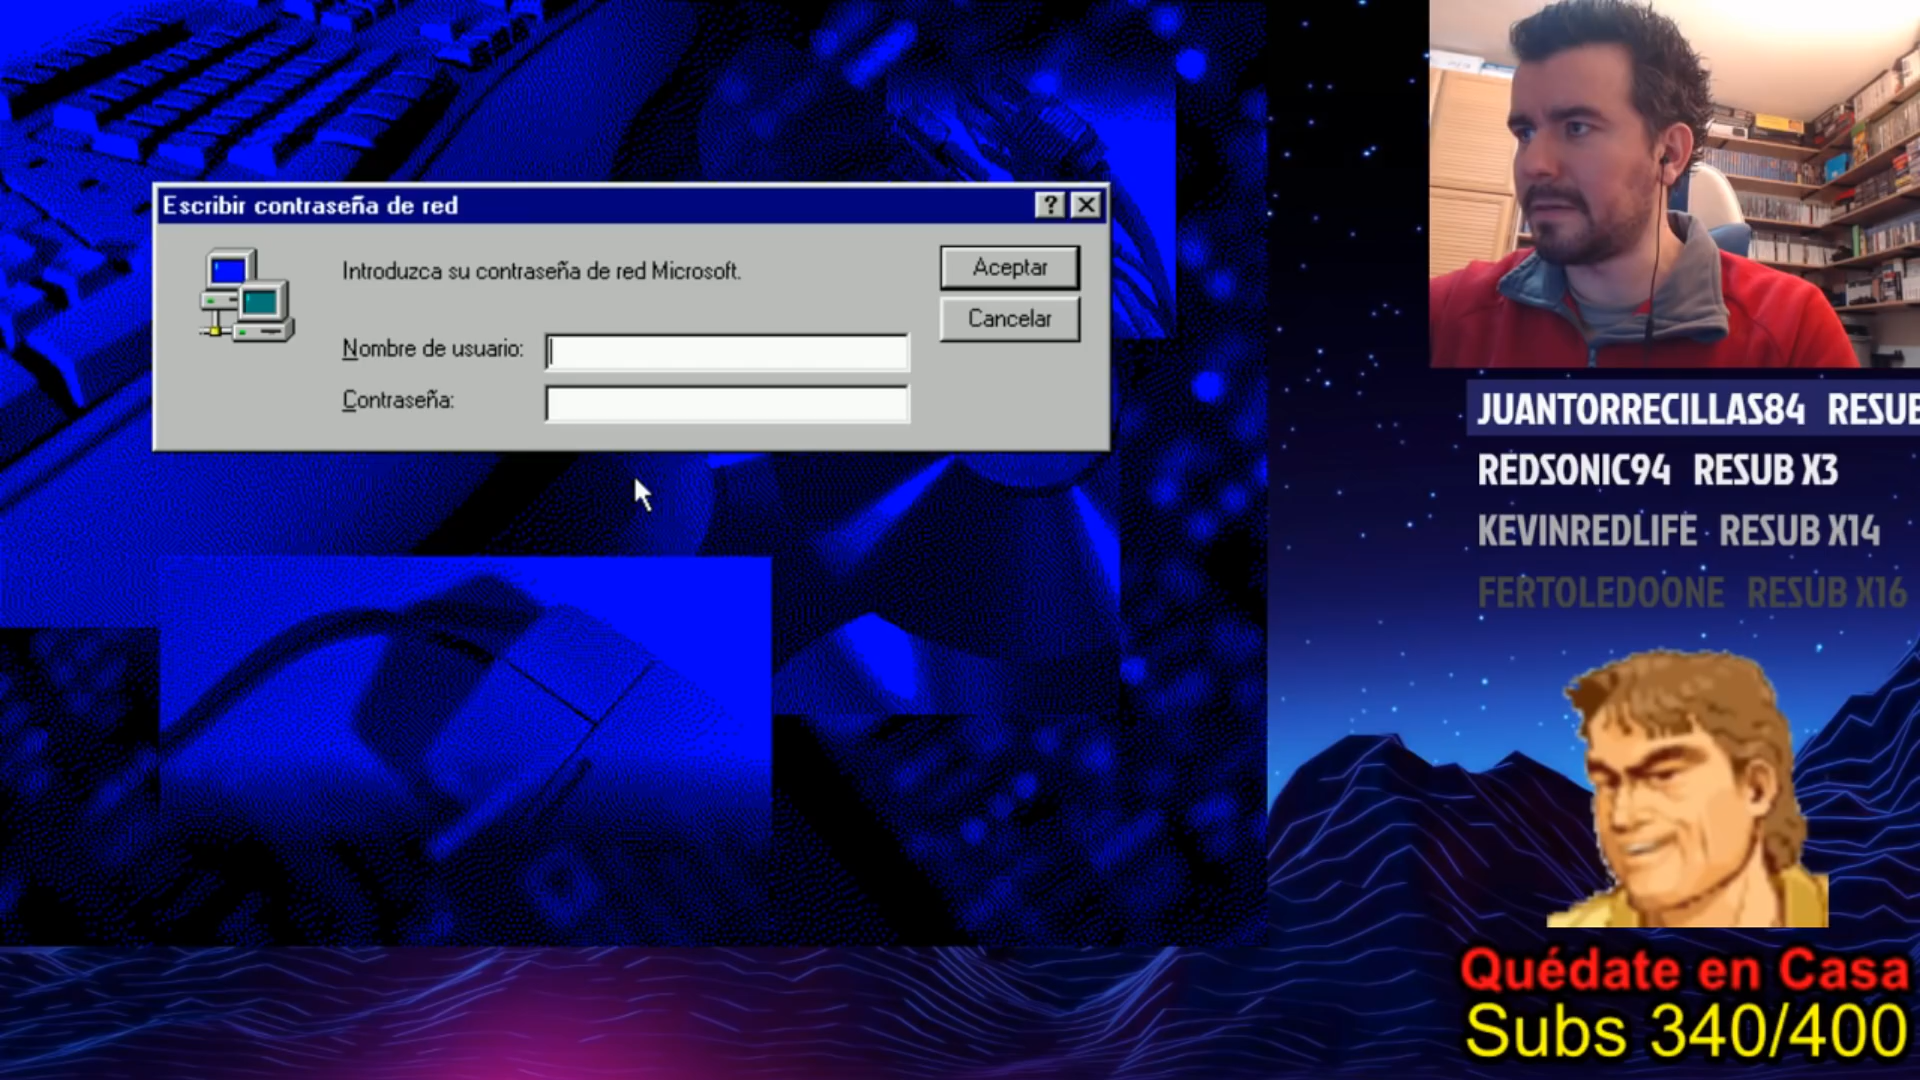 Escribir contraseña de red
Introduzca su contraseña de red Microsoft.
Aceptar
Cancelar
Nombre de usuario:
Contraseña:
JUANTORRECILLAS84 RESUB
REDSONIC94 RESUB X3
KEVINREDLIFE RESUB X14
FERTOLEDOONE RESUB X16
Quédate en Casa
Subs 340/400